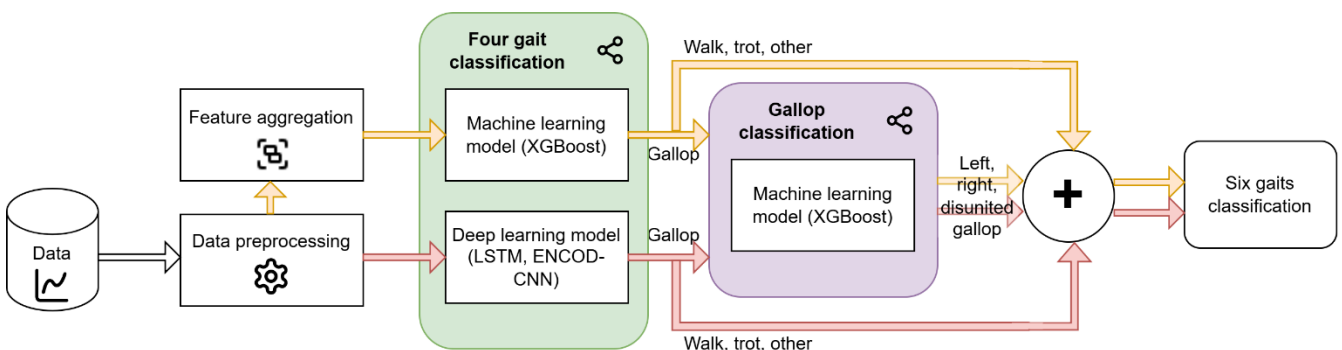 Four gait
classification
Walk, trot, other
Feature aggregation
Machine learning
model (XGBoost)
Gallop
Gallop
classification
Machine learning
model (XGBoost)
Left,
right,
disunited
gallop
+
Six gaits
classification
Data
Data preprocessing
Deep learning model
(LSTM, ENCOD-
CNN)
Gallop
Walk, trot, other